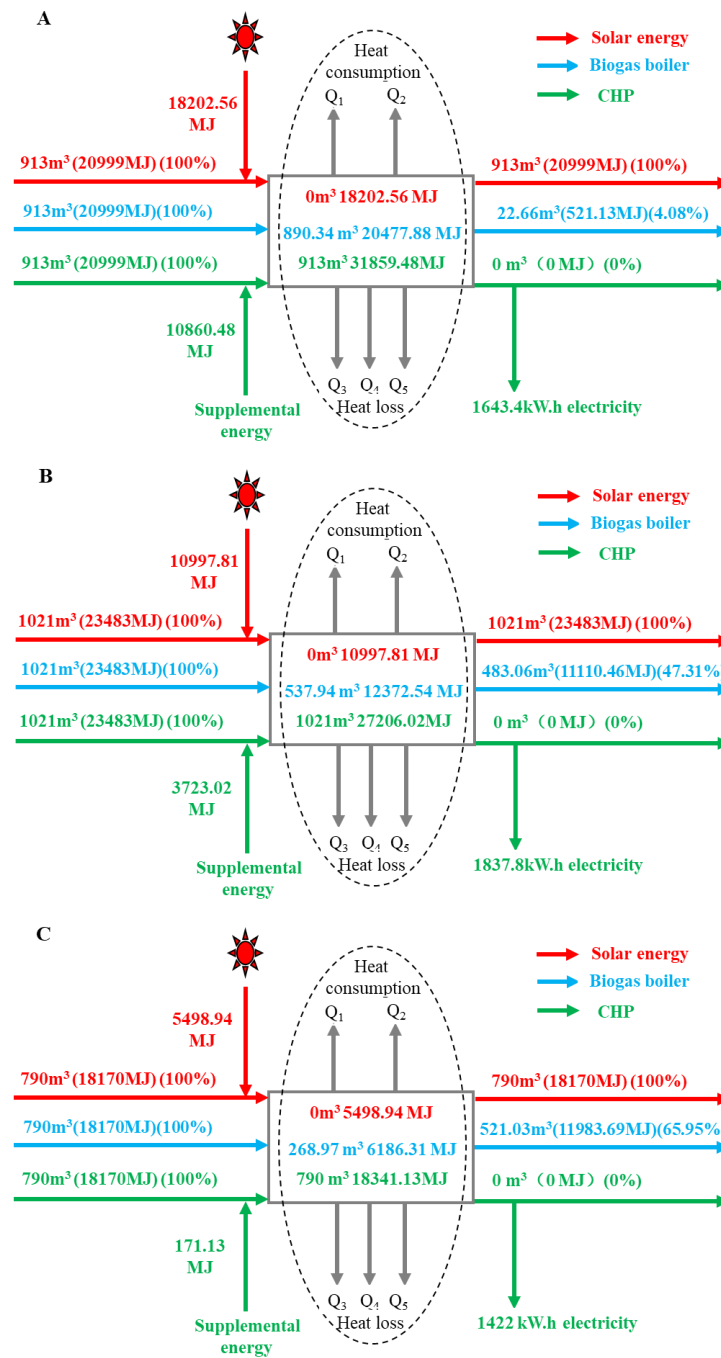 A
Solar energy
Biogas boiler
CHP
Heat
consumption
Q₁ Q₂
18202.56
MJ
913m³(20999MJ)(100%)
913m³(20999MJ)(100%)
913m³(20999MJ)(100%)
0m³ 18202.56 MJ
890.34 m³ 20477.88 MJ
913m³ 31859.48MJ
913m³(20999MJ)(100%)
22.66m³(521.13MJ)(4.08%)
0 m³（0 MJ）(0%)
10860.48
MJ
Supplemental
energy
Q₃ Q₄ Q₅
Heat loss
1643.4kW.h electricity
B
Solar energy
Biogas boiler
CHP
Heat
consumption
Q₁ Q₂
10997.81
MJ
1021m³(23483MJ)(100%)
1021m³(23483MJ)(100%)
1021m³(23483MJ)(100%)
0m³ 10997.81 MJ
537.94 m³ 12372.54 MJ
1021m³ 27206.02MJ
1021m³(23483MJ)(100%)
483.06m³(11110.46MJ)(47.31%
0 m³（0 MJ）(0%)
3723.02
MJ
Supplemental
energy
Q₃ Q₄ Q₅
Heat loss
1837.8kW.h electricity
C
Solar energy
Biogas boiler
CHP
Heat
consumption
Q₁ Q₂
5498.94
MJ
790m³(18170MJ)(100%)
790m³(18170MJ)(100%)
790m³(18170MJ)(100%)
0m³ 5498.94 MJ
268.97 m³ 6186.31 MJ
790 m³ 18341.13MJ
790m³(18170MJ)(100%)
521.03m³(11983.69MJ)(65.95%
0 m³（0 MJ）(0%)
171.13
MJ
Supplemental
energy
Q₃ Q₄ Q₅
Heat loss
1422 kW.h electricity